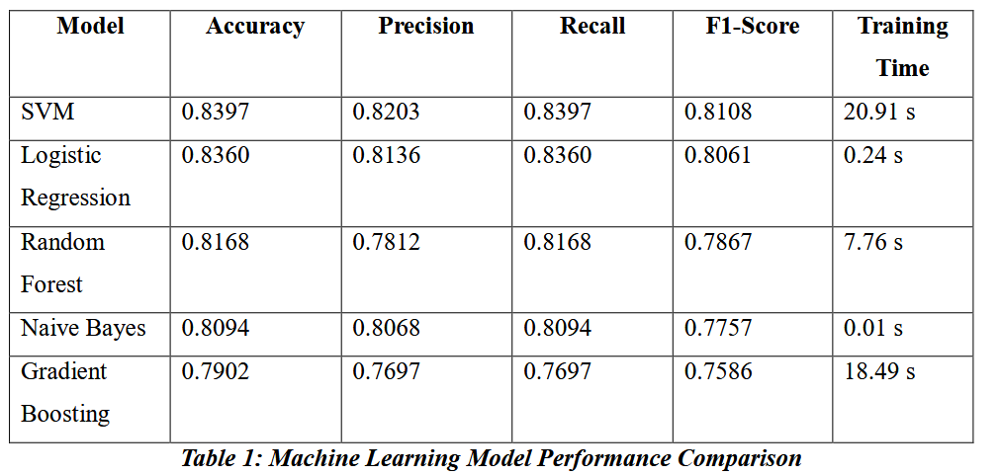 Model Accuracy Precision Recall F1-Score Training
Time
SVM 0.8397 0.8203 0.8397 0.8108 20.91 s
Logistic 0.8360 0.8136 0.8360 0.8061 0.24 s
Regression
Random 0.8168 0.7812 0.8168 0.7867 7.76 s
Forest
Naive Bayes 0.8094 0.8068 0.8094 0.7757 0.01 s
Gradient 0.7902 0.7697 0.7697 0.7586 18.49 s
Boosting
Table 1: Machine Learning Model Performance Comparison